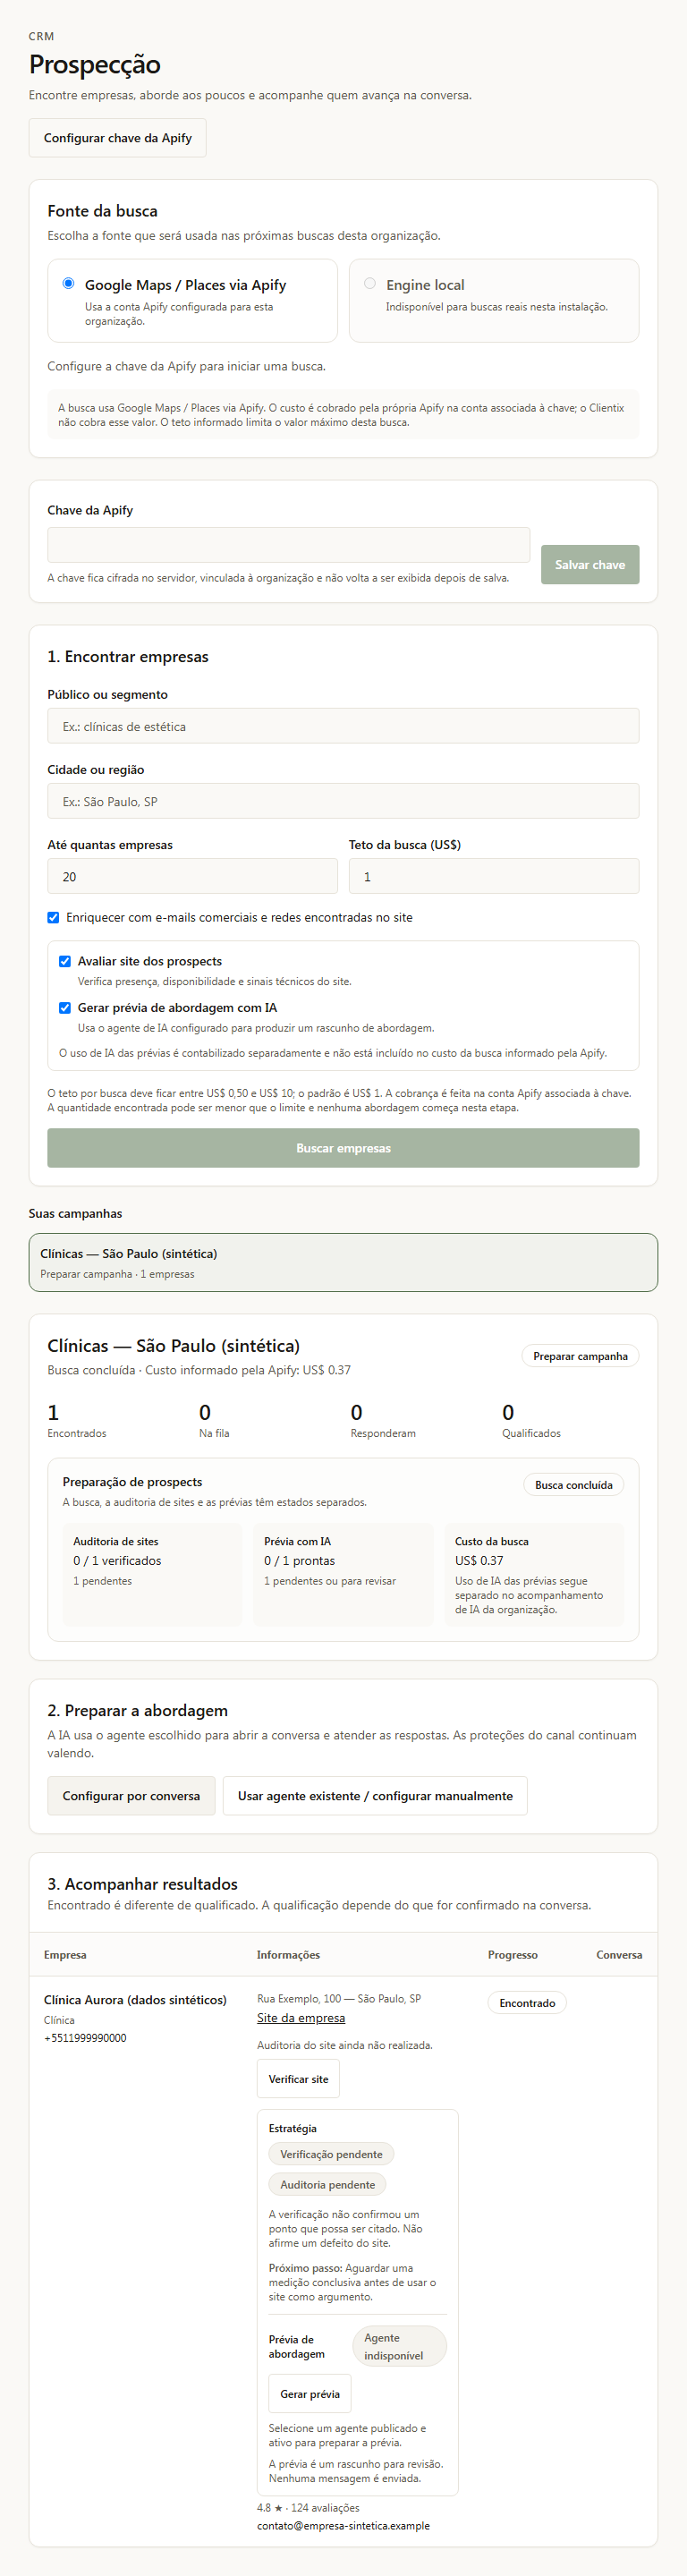 CRM
Prospecção
Encontre empresas, aborde aos poucos e acompanhe quem avança na conversa.
Configurar chave da Apify
Fonte da busca
Escolha a fonte que será usada nas próximas buscas desta organização.
Google Maps / Places via Apify
Usa a conta Apify configurada para esta
organização.
Engine local
Indisponível para buscas reais nesta instalação.
Configure a chave da Apify para iniciar uma busca.
A busca usa Google Maps / Places via Apify. O custo é cobrado pela própria Apify na conta associada à chave; o Clientix
não cobra esse valor. O teto informado limita o valor máximo desta busca.
Chave da Apify
A chave fica cifrada no servidor, vinculada à organização e não volta a ser exibida depois de salva.
Salvar chave
1. Encontrar empresas
Público ou segmento
Ex.: clínicas de estética
Cidade ou região
Ex.: São Paulo, SP
Até quantas empresas
20
Teto da busca (US$)
1
Enriquecer com e-mails comerciais e redes encontradas no site
Avaliar site dos prospects
Verifica presença, disponibilidade e sinais técnicos do site.
Gerar prévia de abordagem com IA
Usa o agente de IA configurado para produzir um rascunho de abordagem.
O uso de IA das prévias é contabilizado separadamente e não está incluído no custo da busca informado pela Apify.
O teto por busca deve ficar entre US$ 0,50 e US$ 10; o padrão é US$ 1. A cobrança é feita na conta Apify associada à chave.
A quantidade encontrada pode ser menor que o limite e nenhuma abordagem começa nesta etapa.
Buscar empresas
Suas campanhas
Clínicas — São Paulo (sintética)
Preparar campanha · 1 empresas
Clínicas — São Paulo (sintética)
Busca concluída · Custo informado pela Apify: US$ 0.37
Preparar campanha
1
Encontrados
0
Na fila
0
Responderam
0
Qualificados
Preparação de prospects
A busca, a auditoria de sites e as prévias têm estados separados.
Busca concluída
Auditoria de sites
0 / 1 verificados
1 pendentes
Prévia com IA
0 / 1 prontas
1 pendentes ou para revisar
Custo da busca
US$ 0.37
Uso de IA das prévias segue
separado no acompanhamento
de IA da organização.
2. Preparar a abordagem
A IA usa o agente escolhido para abrir a conversa e atender as respostas. As proteções do canal continuam
valendo.
Configurar por conversa
Usar agente existente / configurar manualmente
3. Acompanhar resultados
Encontrado é diferente de qualificado. A qualificação depende do que for confirmado na conversa.
Empresa
Informações
Progresso
Conversa
Clínica Aurora (dados sintéticos)
Clínica
+5511999990000
Rua Exemplo, 100 — São Paulo, SP
Site da empresa
Auditoria do site ainda não realizada.
Verificar site
Estratégia
Verificação pendente
Auditoria pendente
A verificação não confirmou um
ponto que possa ser citado. Não
afirme um defeito do site.
Próximo passo: Aguardar uma
medição conclusiva antes de usar o
site como argumento.
Prévia de
abordagem
Agente
indisponível
Gerar prévia
Selecione um agente publicado e
ativo para preparar a prévia.
A prévia é um rascunho para revisão.
Nenhuma mensagem é enviada.
4.8 ★ · 124 avaliações
contato@empresa-sintetica.example
Encontrado